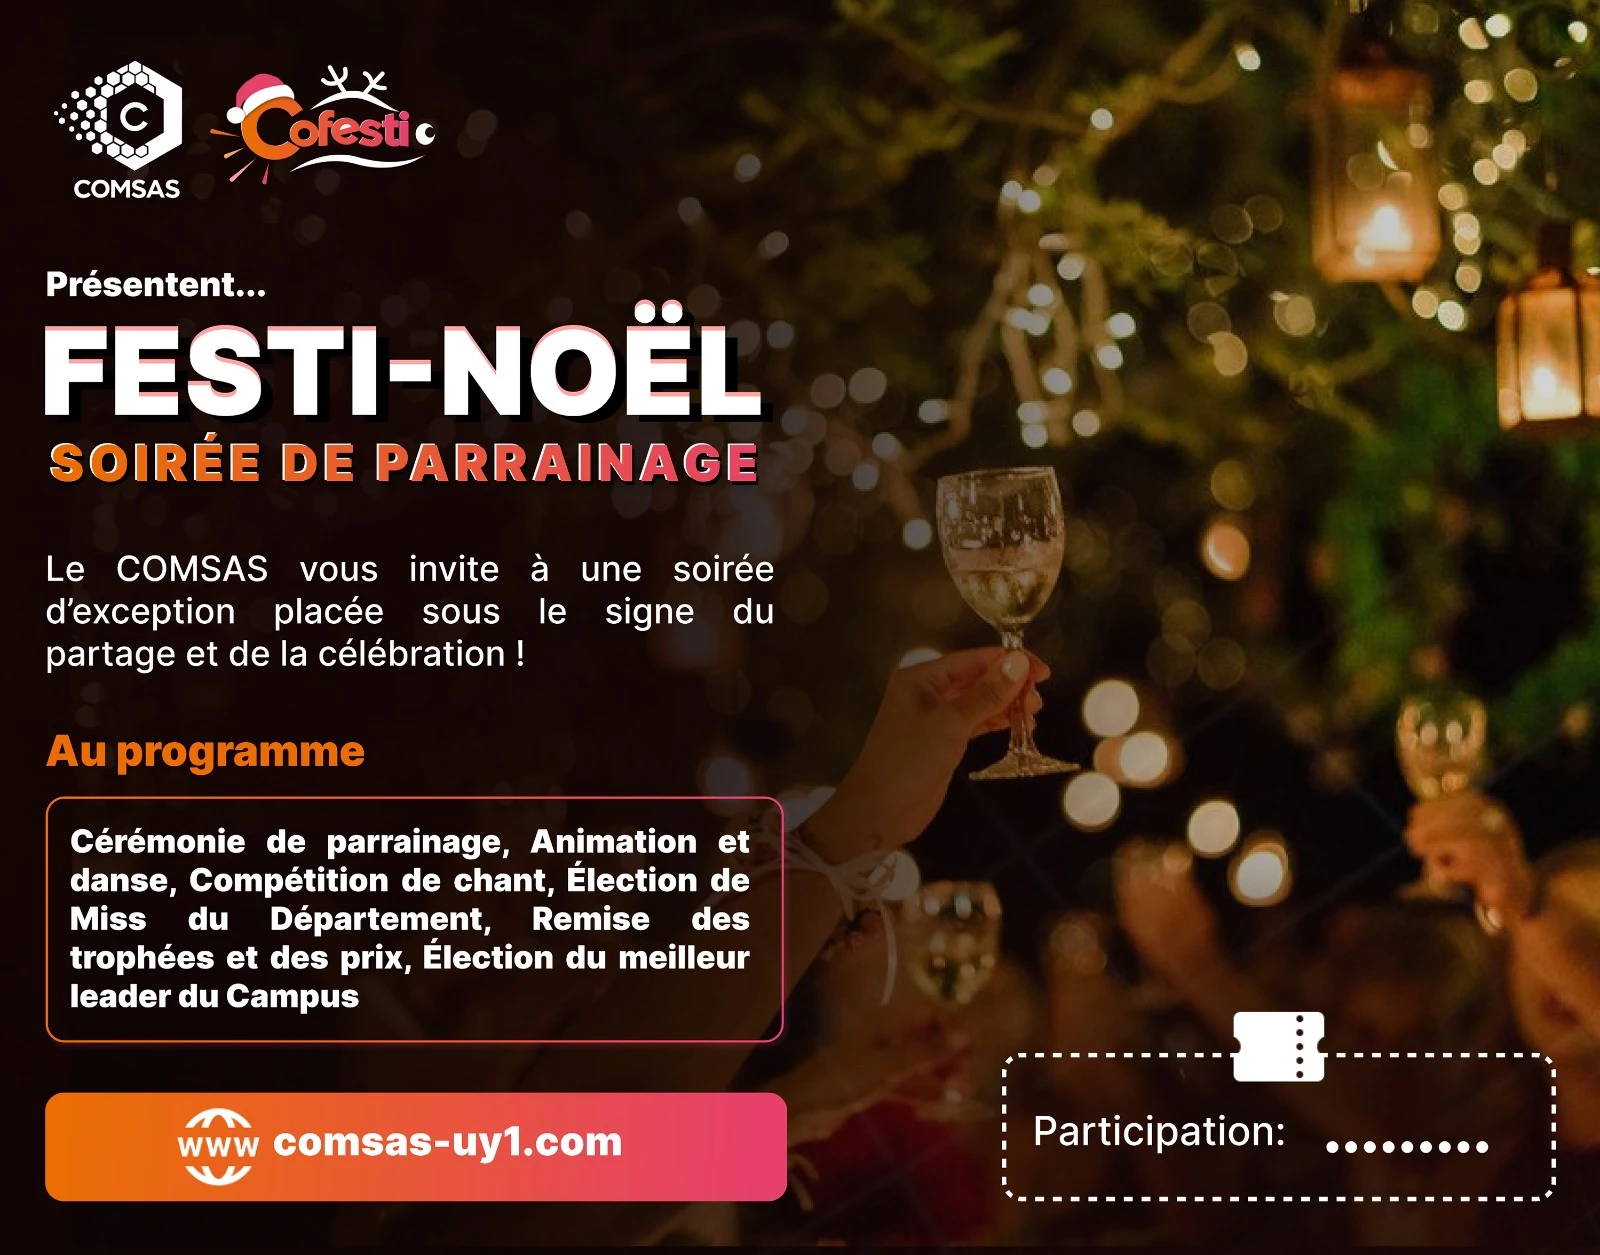 C
COMSAS
Cofesti
Présentent...
FESTI-NOËL
SOIRÉE DE PARRAINAGE
Le COMSAS vous invite à une soirée
d’exception placée sous le signe du
partage et de la célébration !
Au programme
Cérémonie de parrainage, Animation et
danse, Compétition de chant, Élection de
Miss du Département, Remise des
trophées et des prix, Élection du meilleur
leader du Campus
www comsas-uy1.com
Participation: .........